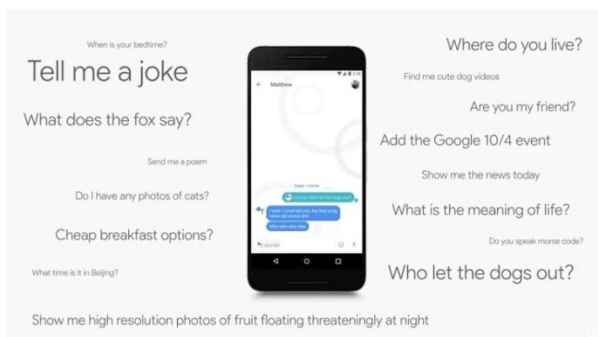 When is your bedtime?
Tell me a joke
What does the fox say?
Send me a poem
Do I have any photos of cats?
Cheap breakfast options?
What time is it in Beijing?
Show me high resolution photos of fruit floating threateningly at night
Matthew
Where do you live?
Find me cute dog videos
Are you my friend?
Add the Google 10/4 event
Show me the news today
What is the meaning of life?
Do you speak morse code?
Who let the dogs out?